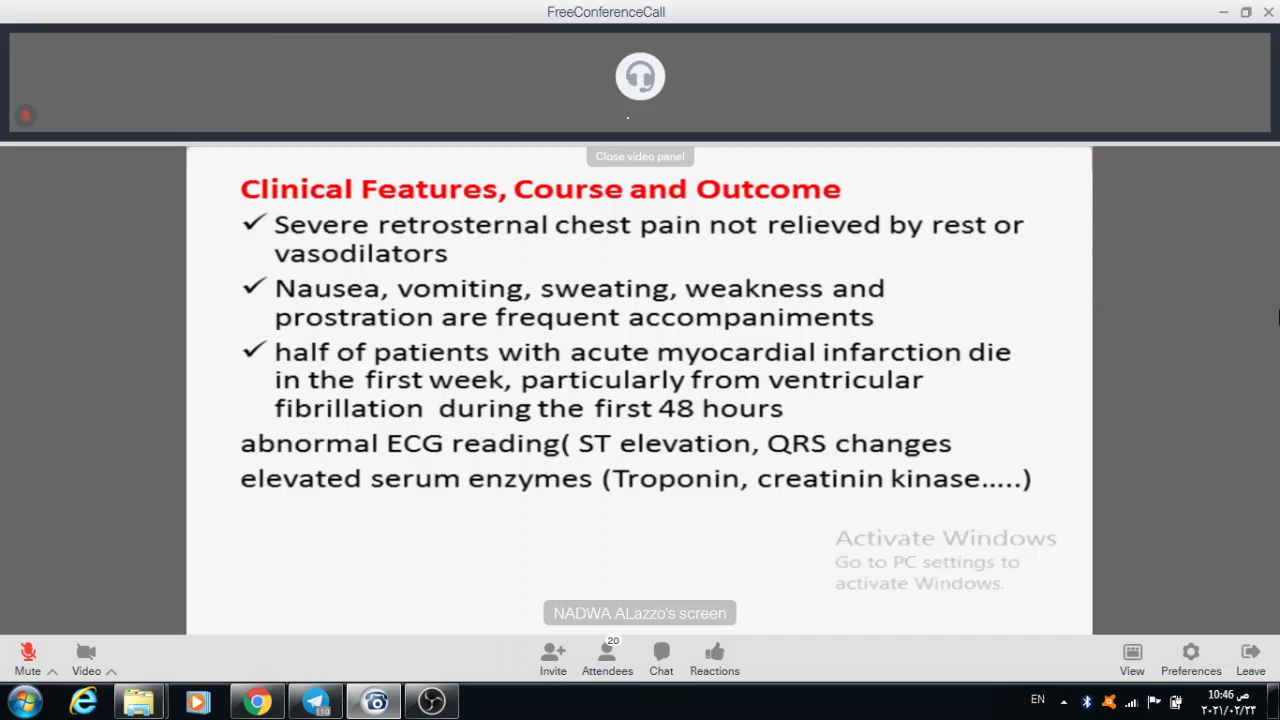 FreeConferenceCall
.
Close video panel
Clinical Features, Course and Outcome
✓ Severe retrosternal chest pain not relieved by rest or
vasodilators
✓ Nausea, vomiting, sweating, weakness and
prostration are frequent accompaniments
✓ half of patients with acute myocardial infarction die
in the first week, particularly from ventricular
fibrillation during the first 48 hours
abnormal ECG reading( ST elevation, QRS changes
elevated serum enzymes (Troponin, creatinin kinase.....)
Activate Windows
Go to PC settings to
activate Windows.
NADWA ALazzo's screen
20
Mute Video Invite Attendees Chat Reactions View Preferences Leave
110
EN
10:46 ص
٢٠٢١/٠٢/٢٣